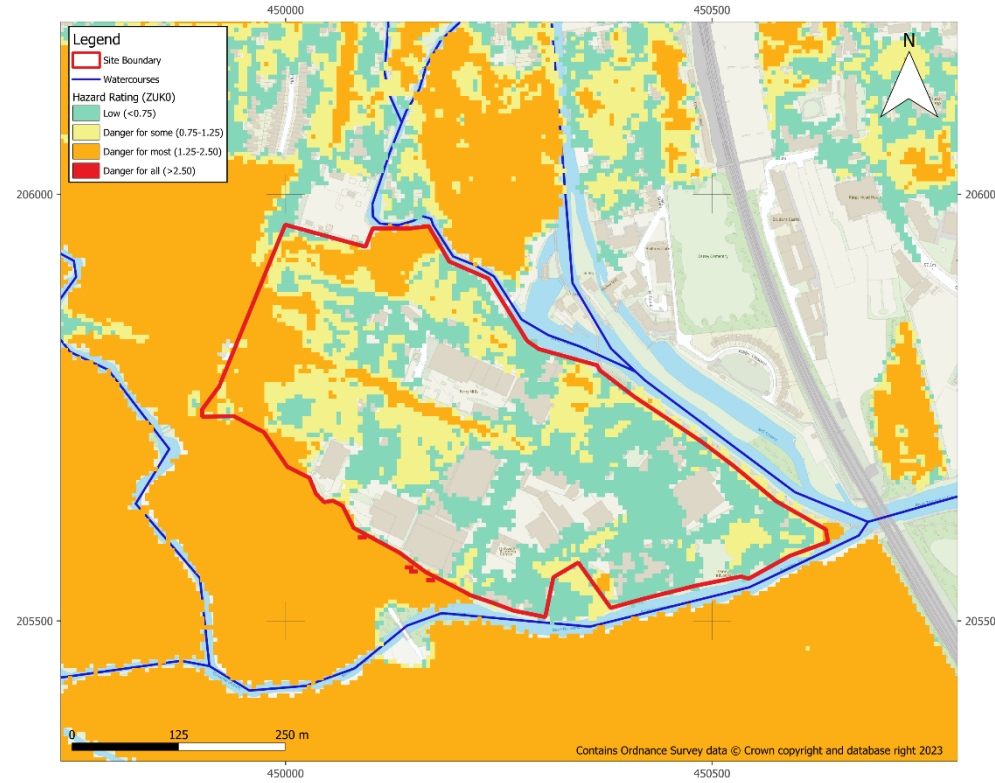 450000
450500
Legend
Site Boundary
Watercourses
Hazard Rating (ZUK0)
Low (<0.75)
Danger for some (0.75-1.25)
Danger for most (1.25-2.50)
Danger for all (>2.50)
N
206000
20600
205500
20550
0
125
250 m
Contains Ordnance Survey data © Crown copyright and database right 2023
450000
450500